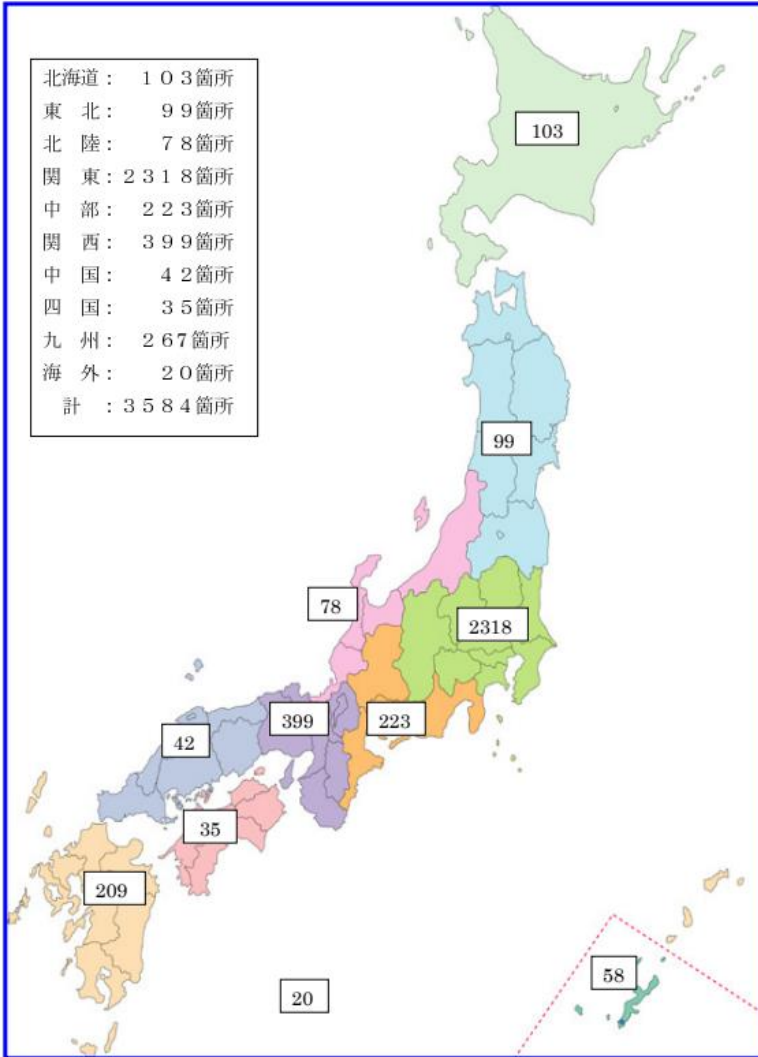 北海道： １０３箇所
東　北： ９９箇所
北　陸： ７８箇所
関　東：２３１８箇所
中　部： ２２３箇所
関　西： ３９９箇所
中　国： ４２箇所
四　国： ３５箇所
九　州： ２６７箇所
海　外： ２０箇所
計　：３５８４箇所
103
99
78
2318
399
223
42
35
209
58
20